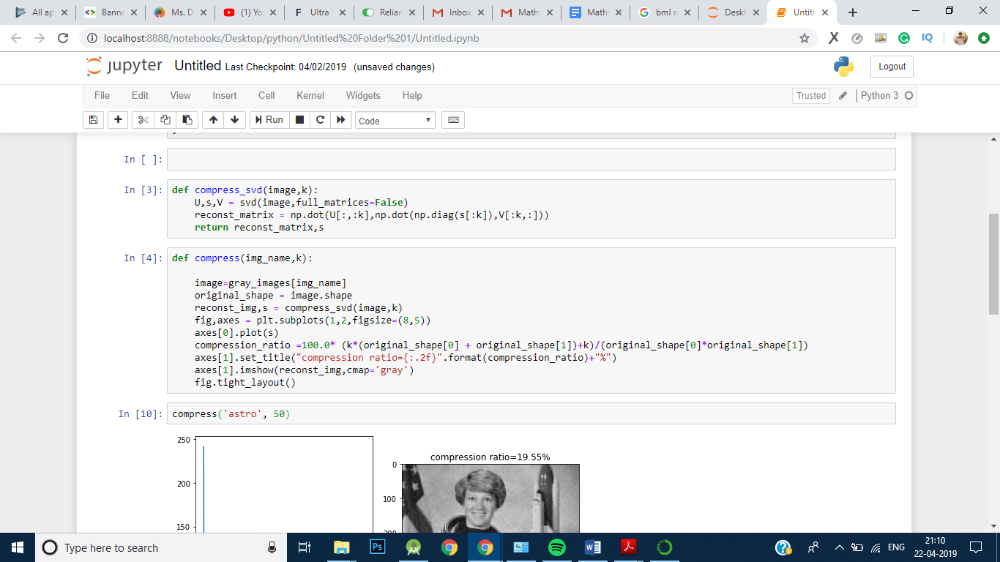 All ap
Banne
Ms. D
(1) Yo
Ultra
Relian
Inbox
Maths
Maths
bml n
Deskt
Untitl
localhost:8888/notebooks/Desktop/python/Untitled%20Folder%201/Untitled.ipynb
jupyter Untitled Last Checkpoint: 04/02/2019 (unsaved changes)
Logout
File Edit View Insert Cell Kernel Widgets Help
Trusted
Python 3
Run
Code
In [ ]:
In [3]: def compress_svd(image,k):
U,s,V = svd(image,full_matrices=False)
reconst_matrix = np.dot(U[:,:k],np.dot(np.diag(s[:k]),V[:k,:]))
return reconst_matrix,s
In [4]: def compress(img_name,k):
image=gray_images[img_name]
original_shape = image.shape
reconst_img,s = compress_svd(image,k)
fig,axes = plt.subplots(1,2,figsize=(8,5))
axes[0].plot(s)
compression_ratio =100.0* (k*(original_shape[0] + original_shape[1])+k)/(original_shape[0]*original_shape[1])
axes[1].set_title("compression ratio={:.2f}".format(compression_ratio)+"%")
axes[1].imshow(reconst_img,cmap='gray')
fig.tight_layout()
In [10]: compress('astro', 50)
250
200
150
compression ratio=19.55%
0
100
200
Type here to search
Ps
ENG
21:10
22-04-2019